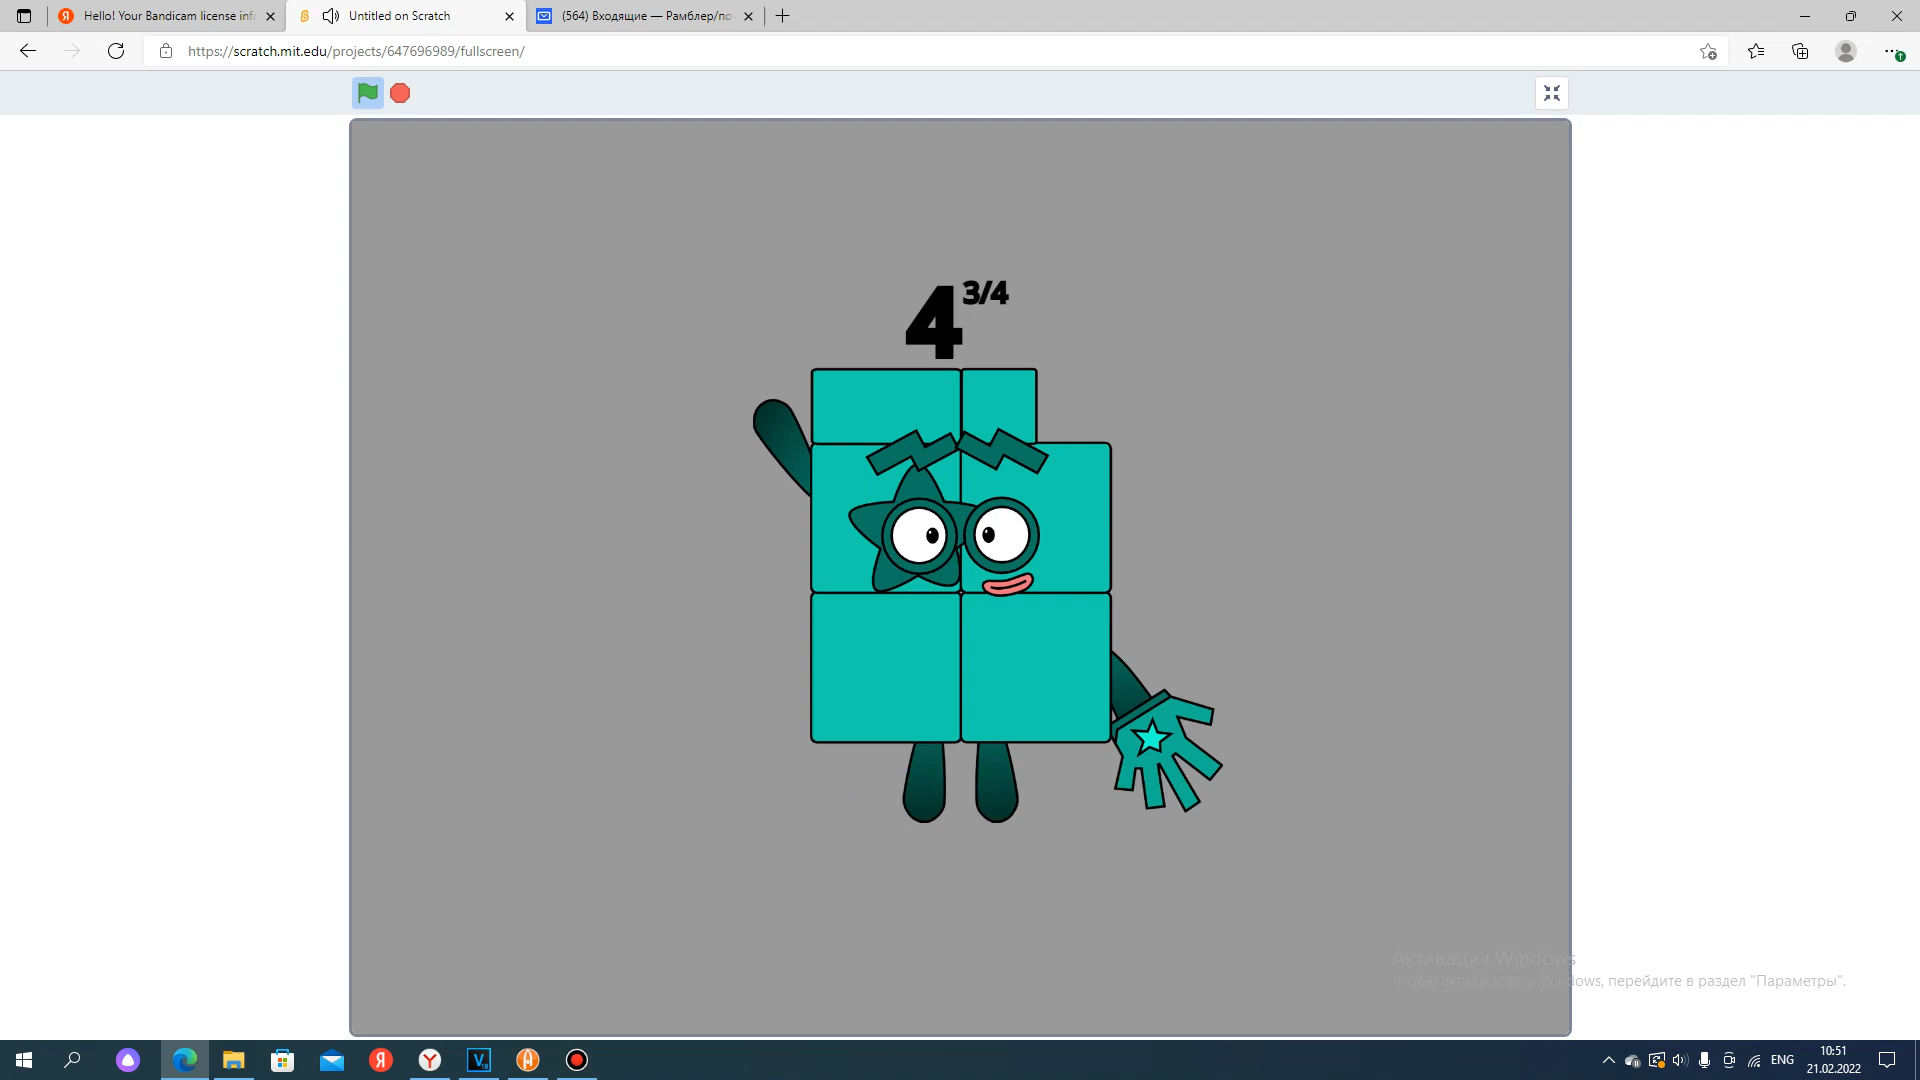 Hello! Your Bandicam license info
Untitled on Scratch
(564) Входящие — Рамблер/по
https://scratch.mit.edu/projects/647696989/fullscreen/
4 3/4
Активация Windows
Чтобы активировать Windows, перейдите в раздел "Параметры".
ENG
10:51
21.02.2022